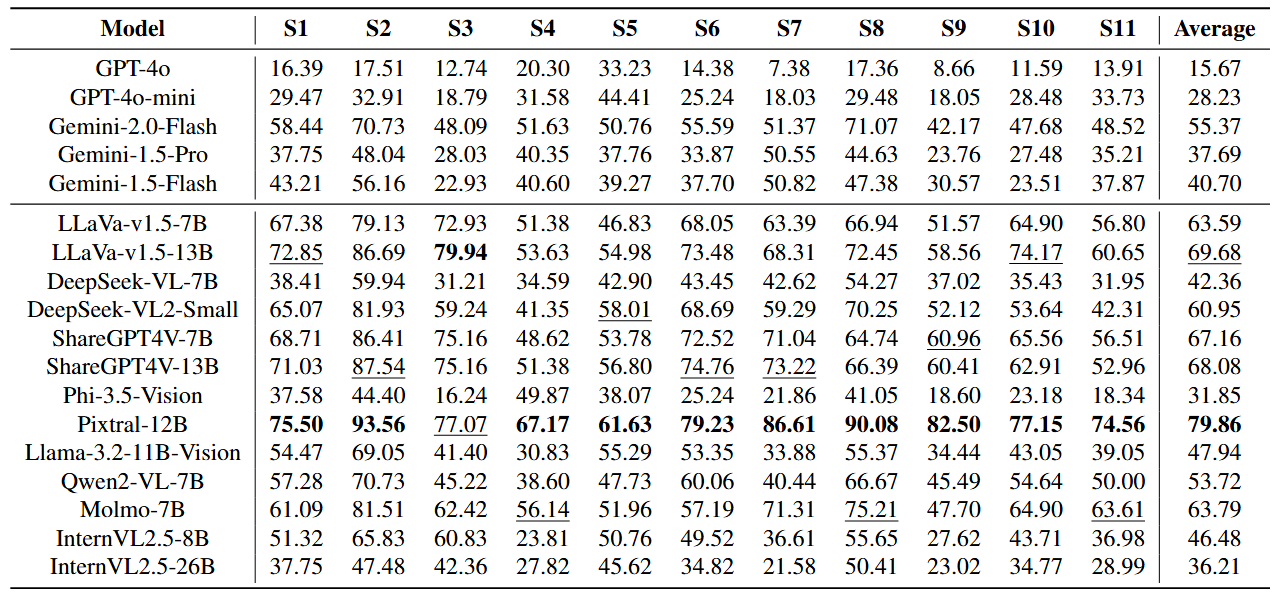 Model S1 S2 S3 S4 S5 S6 S7 S8 S9 S10 S11 Average
GPT-4o 16.39 17.51 12.74 20.30 33.23 14.38 7.38 17.36 8.66 11.59 13.91 15.67
GPT-4o-mini 29.47 32.91 18.79 31.58 44.41 25.24 18.03 29.48 18.05 28.48 33.73 28.23
Gemini-2.0-Flash 58.44 70.73 48.09 51.63 50.76 55.59 51.37 71.07 42.17 47.68 48.52 55.37
Gemini-1.5-Pro 37.75 48.04 28.03 40.35 37.76 33.87 50.55 44.63 23.76 27.48 35.21 37.69
Gemini-1.5-Flash 43.21 56.16 22.93 40.60 39.27 37.70 50.82 47.38 30.57 23.51 37.87 40.70
LLaVa-v1.5-7B 67.38 79.13 72.93 51.38 46.83 68.05 63.39 66.94 51.57 64.90 56.80 63.59
LLaVa-v1.5-13B 72.85 86.69 79.94 53.63 54.98 73.48 68.31 72.45 58.56 74.17 60.65 69.68
DeepSeek-VL-7B 38.41 59.94 31.21 34.59 42.90 43.45 42.62 54.27 37.02 35.43 31.95 42.36
DeepSeek-VL2-Small 65.07 81.93 59.24 41.35 58.01 68.69 59.29 70.25 52.12 53.64 42.31 60.95
ShareGPT4V-7B 68.71 86.41 75.16 48.62 53.78 72.52 71.04 64.74 60.96 65.56 56.51 67.16
ShareGPT4V-13B 71.03 87.54 75.16 51.38 56.80 74.76 73.22 66.39 60.41 62.91 52.96 68.08
Phi-3.5-Vision 37.58 44.40 16.24 49.87 38.07 25.24 21.86 41.05 18.60 23.18 18.34 31.85
Pixtral-12B 75.50 93.56 77.07 67.17 61.63 79.23 86.61 90.08 82.50 77.15 74.56 79.86
Llama-3.2-11B-Vision 54.47 69.05 41.40 30.83 55.29 53.35 33.88 55.37 34.44 43.05 39.05 47.94
Qwen2-VL-7B 57.28 70.73 45.22 38.60 47.73 60.06 40.44 66.67 45.49 54.64 50.00 53.72
Molmo-7B 61.09 81.51 62.42 56.14 51.96 57.19 71.31 75.21 47.70 64.90 63.61 63.79
InternVL2.5-8B 51.32 65.83 60.83 23.81 50.76 49.52 36.61 55.65 27.62 43.71 36.98 46.48
InternVL2.5-26B 37.75 47.48 42.36 27.82 45.62 34.82 21.58 50.41 23.02 34.77 28.99 36.21